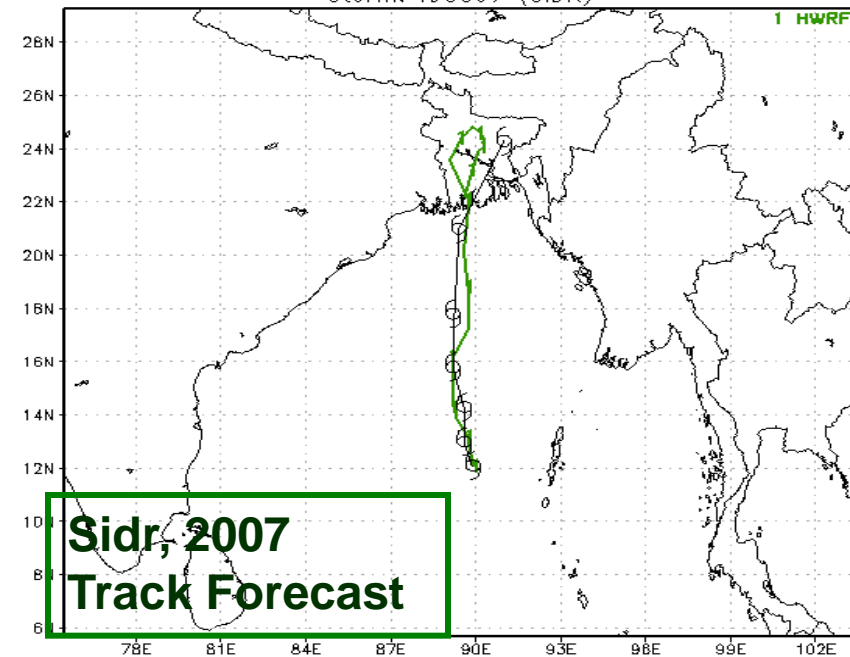 1 HWRF
28N
26N
24N
22N
20N
18N
16N
14N
12N
10N
8N
6N
Sidr, 2007
Track Forecast
78E
81E
84E
87E
90E
93E
96E
99E
102E